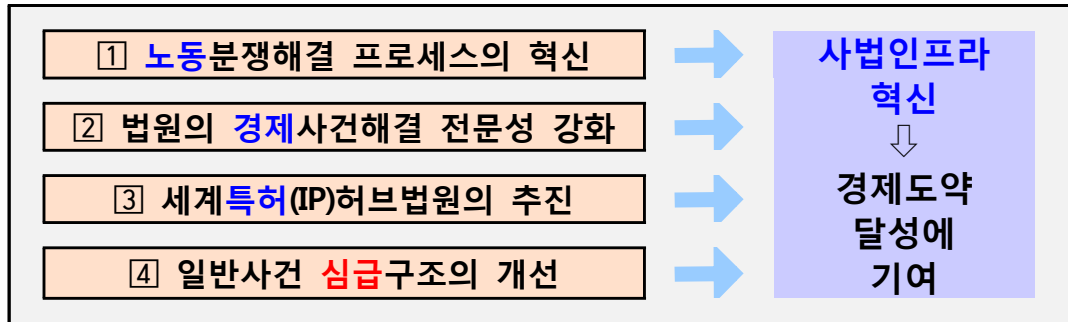 1 노동분쟁해결 프로세스의 혁신
2 법원의 경제사건해결 전문성 강화
3 세계특허(IP)허브법원의 추진
4 일반사건 심급구조의 개선
사법인프라
혁신
⇩
경제도약
달성에
기여